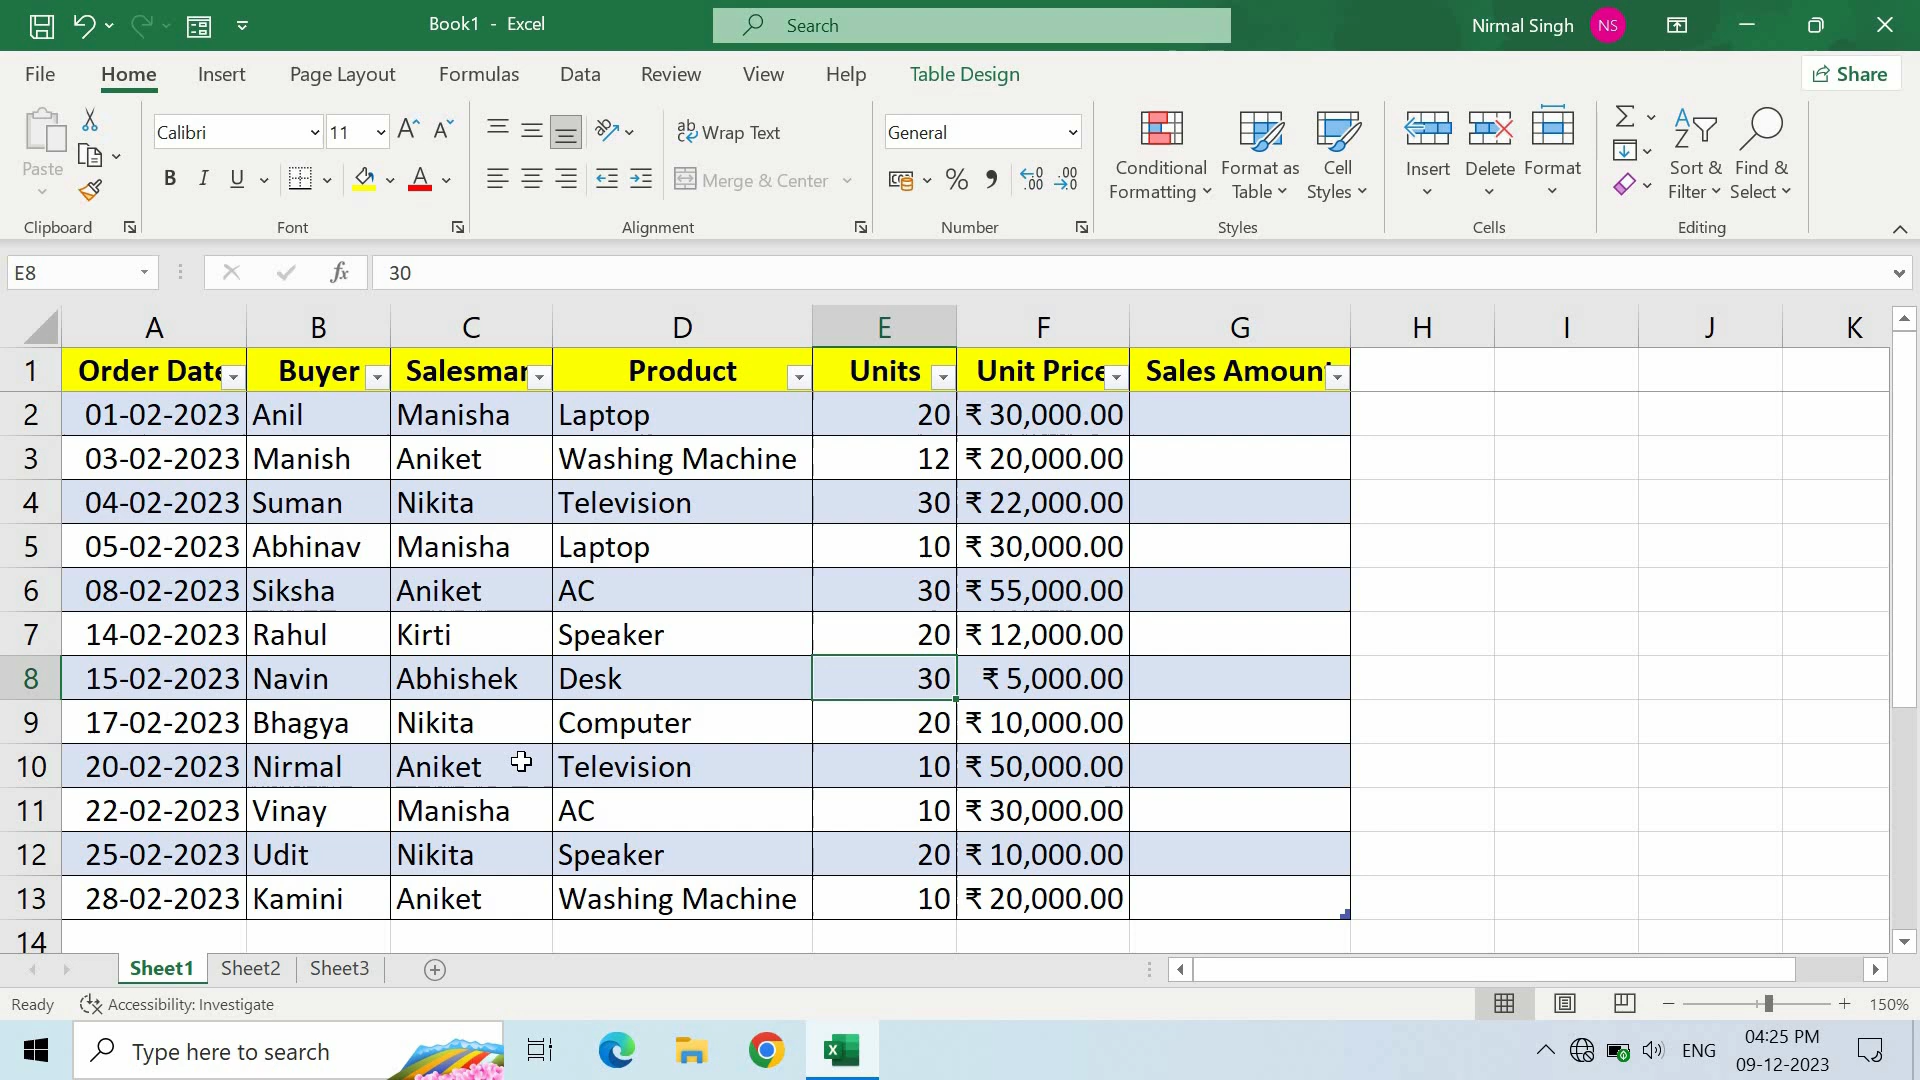 Book1 - Excel
Search
Nirmal Singh
NS
File Home Insert Page Layout Formulas Data Review View Help Table Design
Share
Paste
Clipboard
Calibri 11
B I U
Font
Wrap Text
Merge & Center
Alignment
General
Number
Conditional Formatting
Format as Table
Cell Styles
Styles
Insert Delete Format
Cells
Sort & Filter
Find & Select
Editing
E8 fx 30
A B C D E F G H I J K
1 Order Date Buyer Salesman Product Units Unit Price Sales Amount
2 01-02-2023 Anil Manisha Laptop 20 ₹ 30,000.00
3 03-02-2023 Manish Aniket Washing Machine 12 ₹ 20,000.00
4 04-02-2023 Suman Nikita Television 30 ₹ 22,000.00
5 05-02-2023 Abhinav Manisha Laptop 10 ₹ 30,000.00
6 08-02-2023 Siksha Aniket AC 30 ₹ 55,000.00
7 14-02-2023 Rahul Kirti Speaker 20 ₹ 12,000.00
8 15-02-2023 Navin Abhishek Desk 30 ₹ 5,000.00
9 17-02-2023 Bhagya Nikita Computer 20 ₹ 10,000.00
10 20-02-2023 Nirmal Aniket Television 10 ₹ 50,000.00
11 22-02-2023 Vinay Manisha AC 10 ₹ 30,000.00
12 25-02-2023 Udit Nikita Speaker 20 ₹ 10,000.00
13 28-02-2023 Kamini Aniket Washing Machine 10 ₹ 20,000.00
14
Sheet1 Sheet2 Sheet3
Ready Accessibility: Investigate
150%
Type here to search
ENG
04:25 PM
09-12-2023